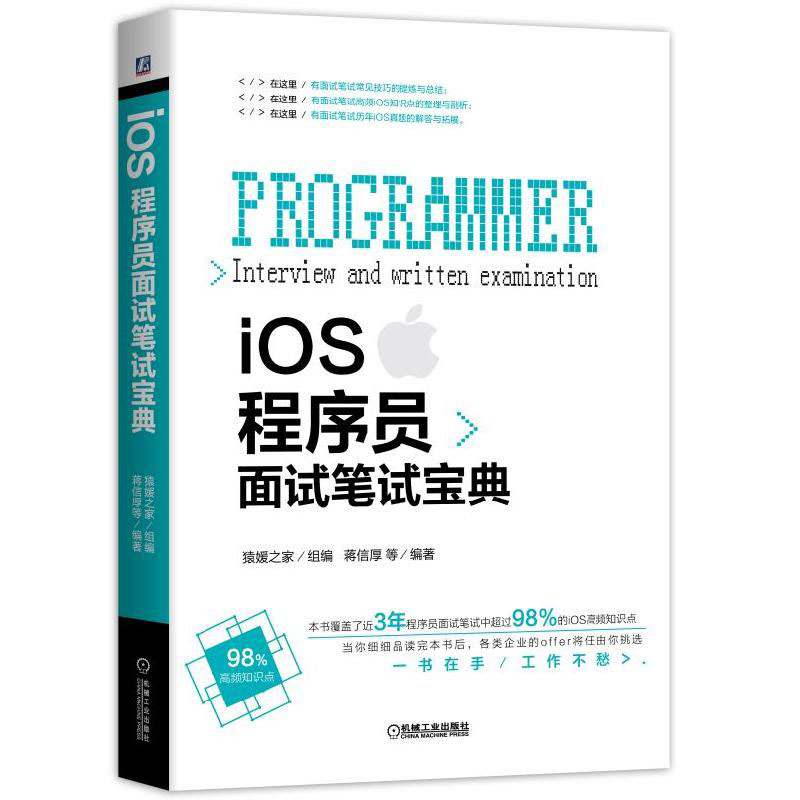 iOS
程序员面试笔试宝典
猿媛之家/组编
蒋信厚等/编著
机械工业出版社
CHINA MACHINE PRESS
</>在这里/有面试笔试常见技巧的提炼与总结;
</>在这里/有面试笔试高频iOS知识点的整理与剖析;
</>在这里/有面试笔试历年iOS真题的解答与拓展。
PROGRAMMER
>Interview and written examination
iOS
程序员>
面试笔试宝典
猿媛之家/组编 蒋信厚 等/编著
98%
高频知识点
本书覆盖了近3年程序员面试笔试中超过98%的iOS高频知识点
当你细细品读完本书后,各类企业的offer将任由你挑选
一书在手/工作不愁>.
机械工业出版社
CHINA MACHINE PRESS